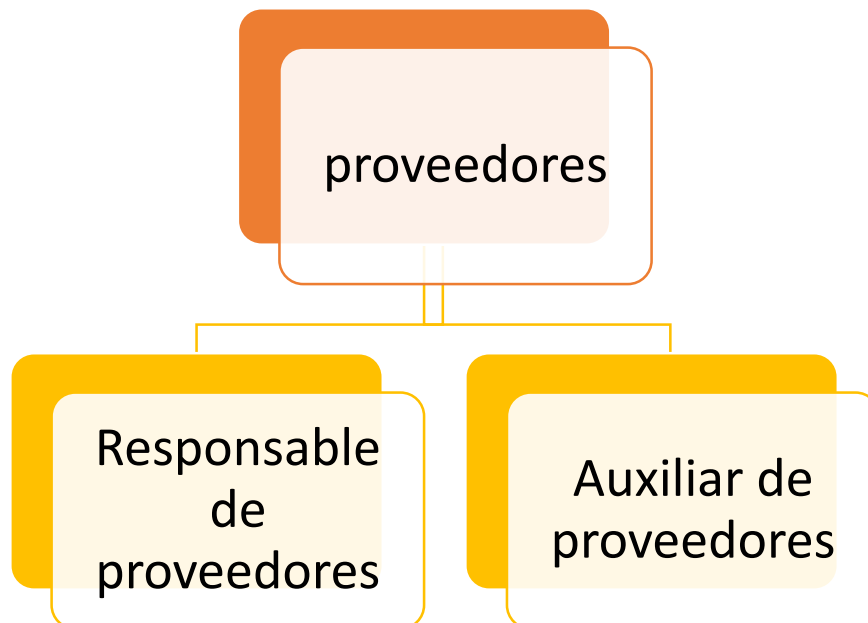 proveedores
Responsable
de
proveedores
Auxiliar de
proveedores